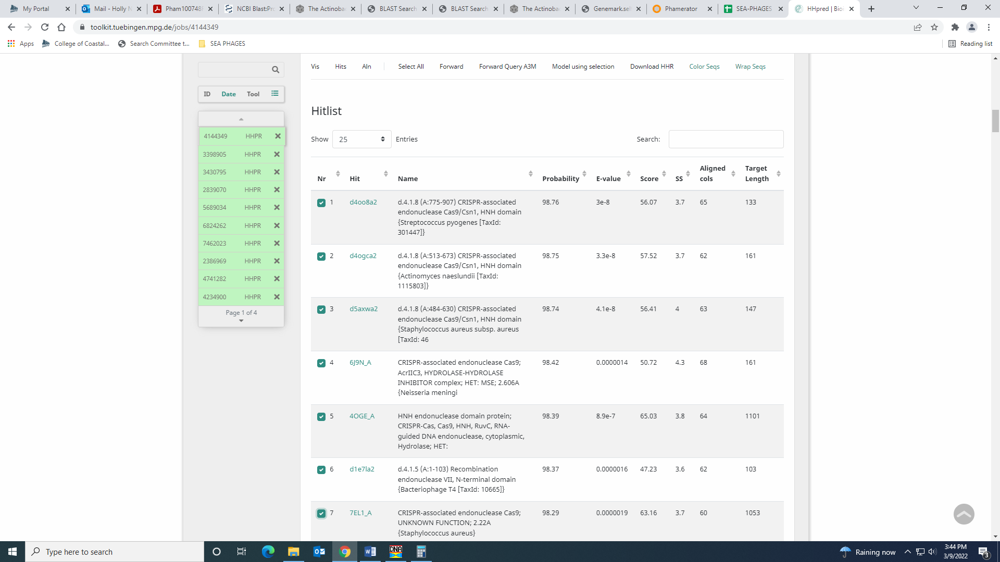 My Portal
Mail - Holly N
Pham100748
NCBI Blast:Pro
The Actinobac
BLAST Search
BLAST Search
The Actinobac
Genemark.sel
Phamerator
SEA-PHAGES
HHpred | Bio
toolkit.tuebingen.mpg.de/jobs/4144349
Apps
College of Coastal...
Search Committee t...
SEA PHAGES
Reading list
Vis Hits Aln Select All Forward Forward Query A3M Model using selection Download HHR Color Seqs Wrap Seqs
ID Date Tool
4144349 HHPR
3398905 HHPR
3430795 HHPR
2839070 HHPR
5689034 HHPR
6824262 HHPR
7462023 HHPR
2386969 HHPR
4741282 HHPR
4234900 HHPR
Page 1 of 4
Hitlist
Show 25 Entries Search:
Nr Hit Name Probability E-value Score SS Aligned cols Target Length
1 d4oo8a2 d.4.1.8 (A:775-907) CRISPR-associated 98.76 3e-8 56.07 3.7 65 133
endonuclease Cas9/Csn1, HNH domain
{Streptococcus pyogenes [TaxId:
301447]}
2 d4ogca2 d.4.1.8 (A:513-673) CRISPR-associated 98.75 3.3e-8 57.52 3.7 62 161
endonuclease Cas9/Csn1, HNH domain
{Actinomyces naeslundii [TaxId:
1115803]}
3 d5axwa2 d.4.1.8 (A:484-630) CRISPR-associated 98.74 4.1e-8 56.41 4 63 147
endonuclease Cas9/Csn1, HNH domain
{Staphylococcus aureus subsp. aureus
[TaxId: 46
4 6J9N_A CRISPR-associated endonuclease Cas9; 98.42 0.0000014 50.72 4.3 68 161
AcrIIC3, HYDROLASE-HYDROLASE
INHIBITOR complex; HET: MSE; 2.606A
{Neisseria meningi
5 4OGE_A HNH endonuclease domain protein; 98.39 8.9e-7 65.03 3.8 64 1101
CRISPR-Cas, Cas9, HNH, RuvC, RNA-
guided DNA endonuclease, cytoplasmic,
Hydrolase; HET:
6 d1e7la2 d.4.1.5 (A:1-103) Recombination 98.37 0.0000016 47.23 3.6 62 103
endonuclease VII, N-terminal domain
{Bacteriophage T4 [TaxId: 10665]}
7 7EL1_A CRISPR-associated endonuclease Cas9; 98.29 0.0000019 63.16 3.7 60 1053
UNKNOWN FUNCTION; 2.22A
{Staphylococcus aureus}
Type here to search
DNA
Raining now
3:44 PM
3/9/2022
3